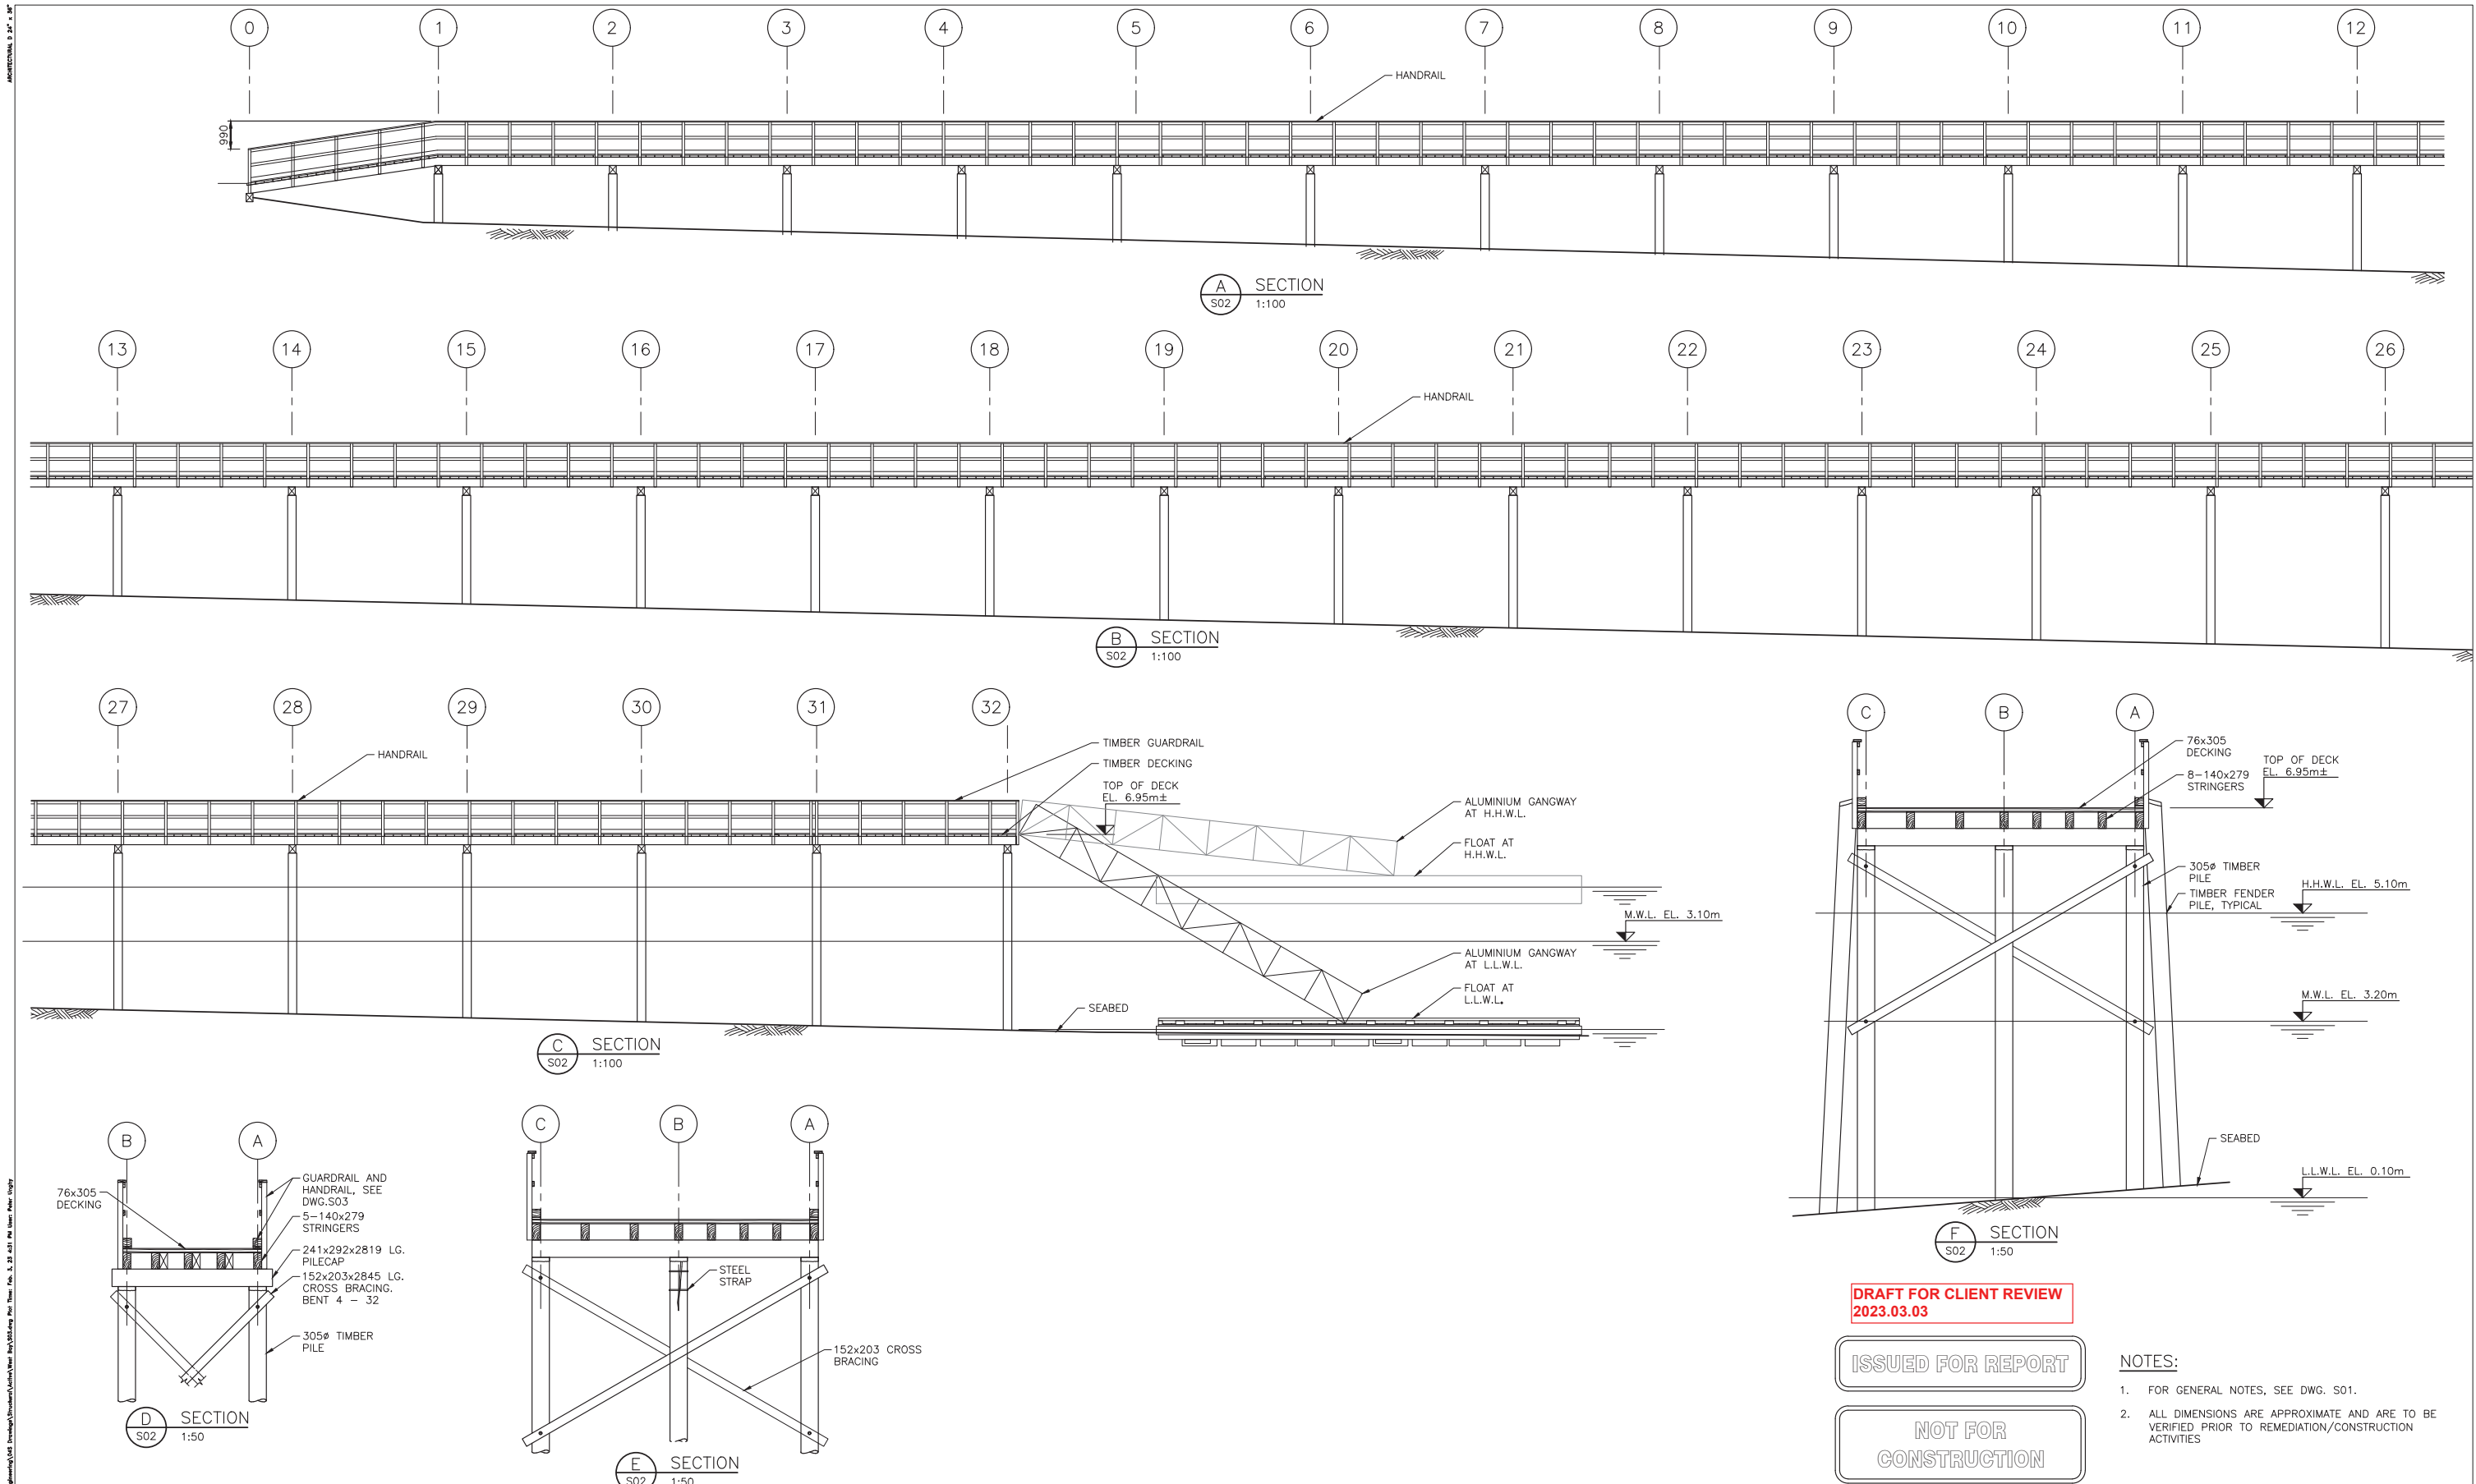 ARCHITECTURAL D 24" x 36"
0 1 2 3 4 5 6 7 8 9 10 11 12
HANDRAIL
990
A SECTION
S02 1:100
13 14 15 16 17 18 19 20 21 22 23 24 25 26
HANDRAIL
B SECTION
S02 1:100
27 28 29 30 31 32
HANDRAIL
TIMBER GUARDRAIL
TIMBER DECKING
TOP OF DECK
EL. 6.95m±
ALUMINIUM GANGWAY
AT H.H.W.L.
FLOAT AT
H.H.W.L.
M.W.L. EL. 3.10m
ALUMINIUM GANGWAY
AT L.L.W.L.
FLOAT AT
L.L.W.L.
SEABED
C SECTION
S02 1:100
C B A
76x305
DECKING
8-140x279
STRINGERS
TOP OF DECK
EL. 6.95m±
305ø TIMBER
PILE
TIMBER FENDER
PILE, TYPICAL
H.H.W.L. EL. 5.10m
M.W.L. EL. 3.20m
SEABED
L.L.W.L. EL. 0.10m
F SECTION
S02 1:50
B A
76x305
DECKING
GUARDRAIL AND
HANDRAIL, SEE
DWG.S03
5-140x279
STRINGERS
241x292x2819 LG.
PILECAP
152x203x2845 LG.
CROSS BRACING.
BENT 4 - 32
305ø TIMBER
PILE
D SECTION
S02 1:50
C B A
STEEL
STRAP
152x203 CROSS
BRACING
E SECTION
S02 1:50
DRAFT FOR CLIENT REVIEW
2023.03.03
ISSUED FOR REPORT
NOT FOR
CONSTRUCTION
NOTES:
1. FOR GENERAL NOTES, SEE DWG. S01.
2. ALL DIMENSIONS ARE APPROXIMATE AND ARE TO BE
VERIFIED PRIOR TO REMEDIATION/CONSTRUCTION
ACTIVITIES